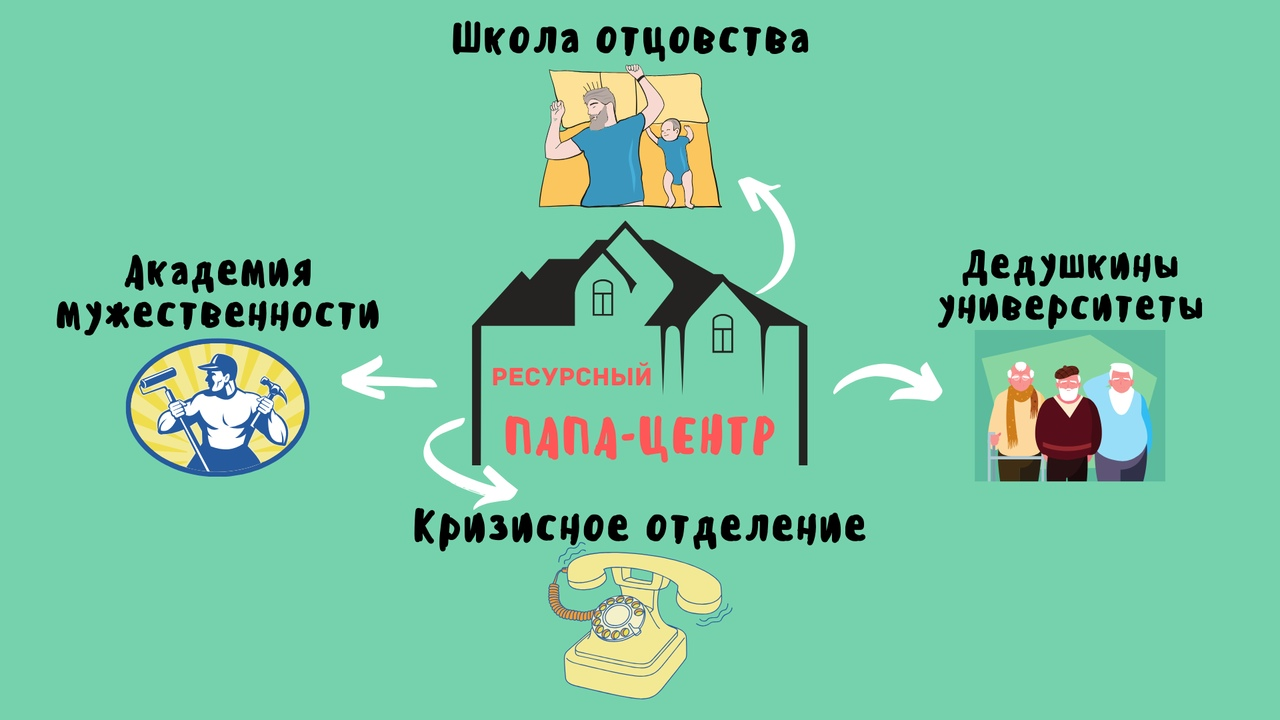 Школа отцовства
Академия
мужественности
Дедушкины
университеты
РЕСУРСНЫЙ
ПАПА-ЦЕНТР
Кризисное отделение